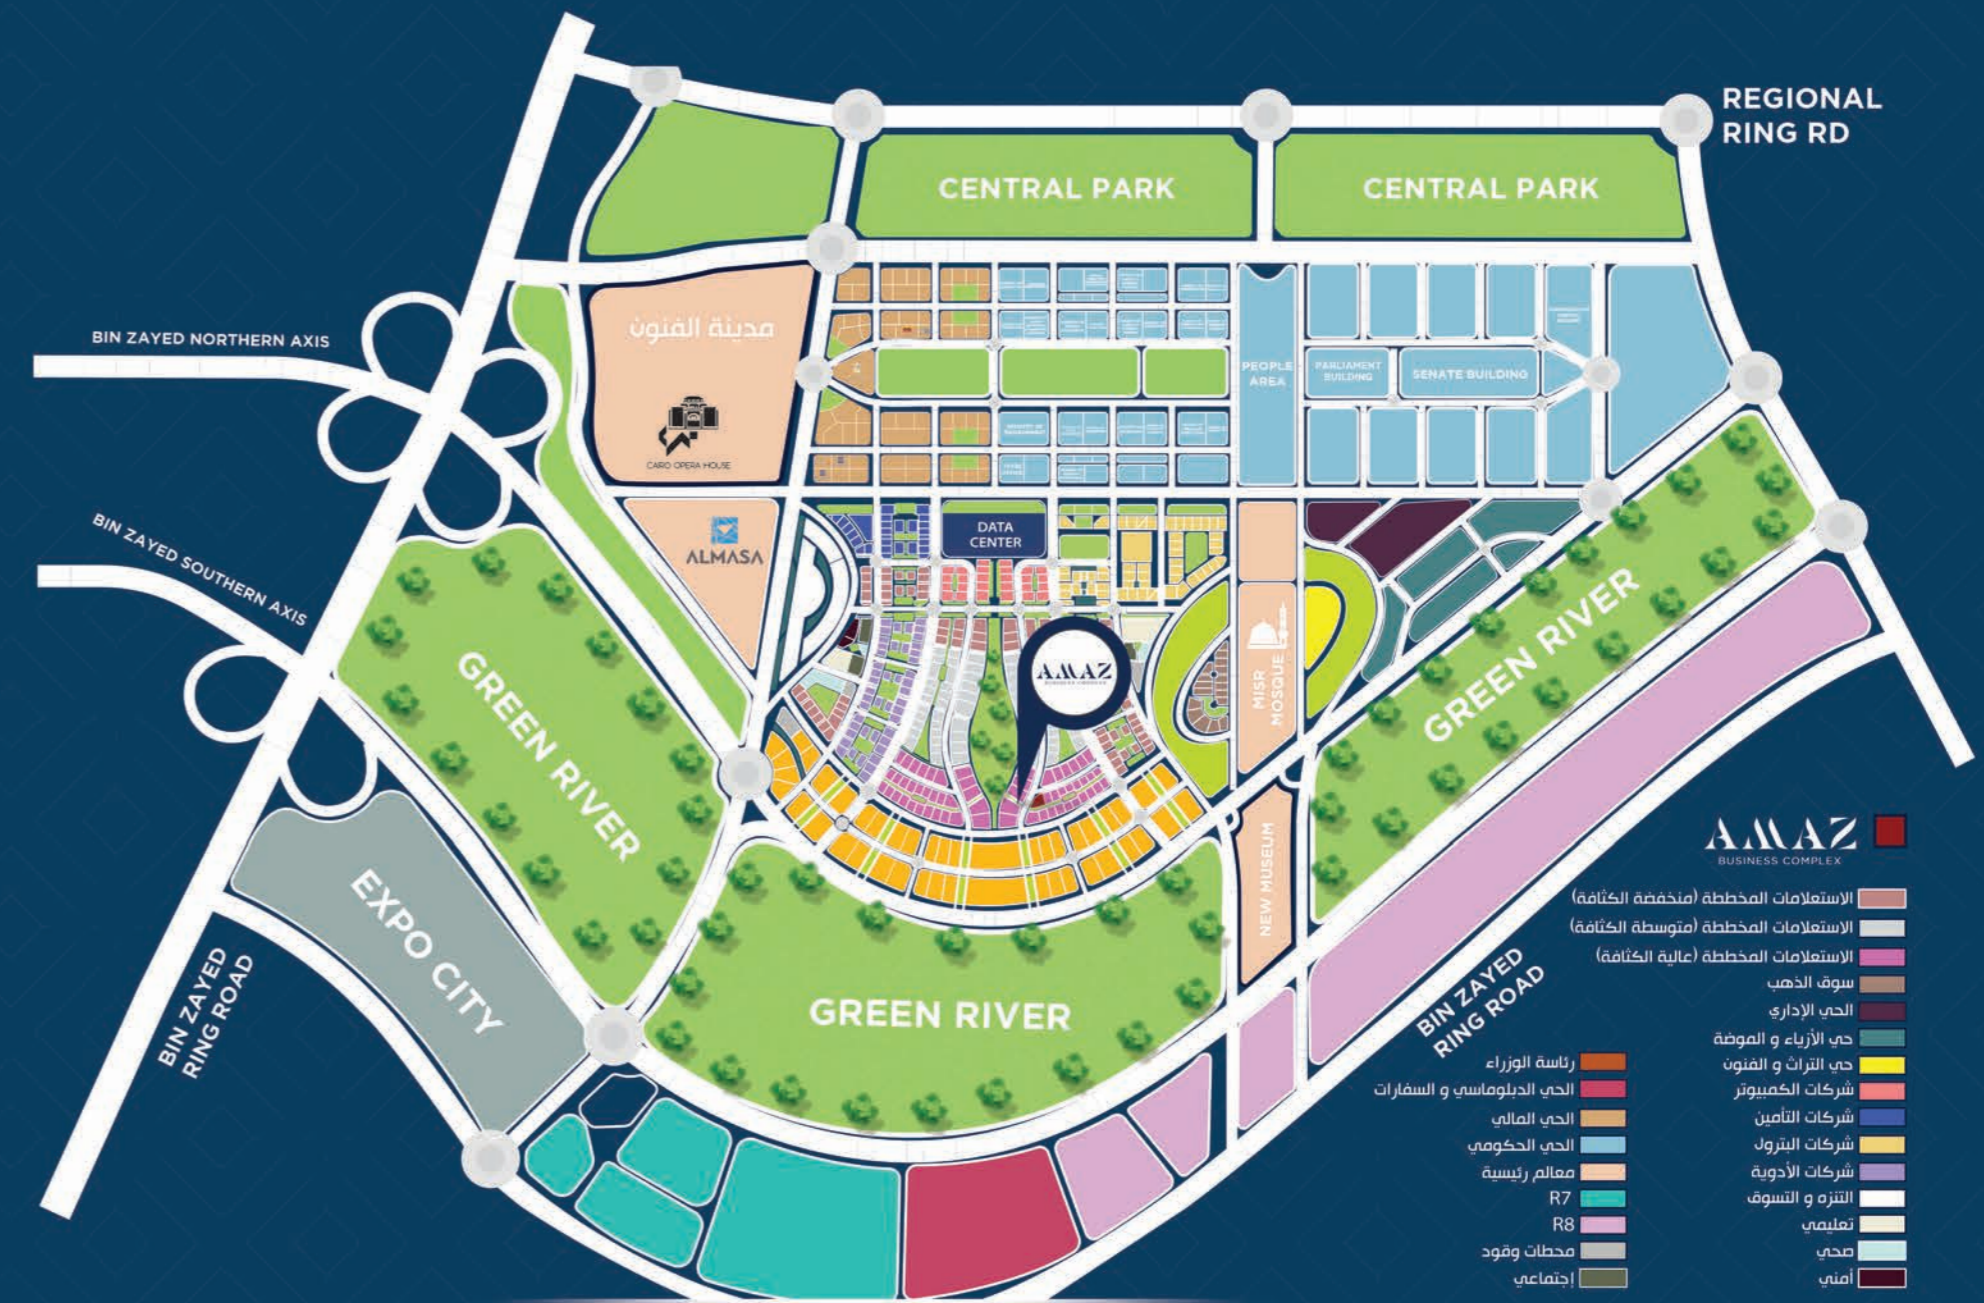 REGIONAL
RING RD
CENTRAL PARK
CENTRAL PARK
BIN ZAYED NORTHERN AXIS
مدينة الفنون
CAIRO OPERA HOUSE
PEOPLE
AREA
PARLIAMENT
BUILDING
SENATE BUILDING
BIN ZAYED SOUTHERN AXIS
ALMASA
DATA
CENTER
AMAZ
BUSINESS COMPLEX
MISR
MOSQUE
GREEN RIVER
GREEN RIVER
NEW MUSEUM
EXPO CITY
BIN ZAYED
RING ROAD
GREEN RIVER
BIN ZAYED
RING ROAD
AMAZ
BUSINESS COMPLEX
الاستعلامات المخططة (منخفضة الكثافة)
الاستعلامات المخططة (متوسطة الكثافة)
الاستعلامات المخططة (عالية الكثافة)
سوق الذهب
الحي الإداري
حي الأزياء و الموضة
حي التراث و الفنون
شركات الكمبيوتر
شركات التأمين
شركات البترول
شركات الأدوية
التنزه و التسوق
تعليمي
صحي
أمني
رئاسة الوزراء
الحي الدبلوماسي و السفارات
الحي المالي
الحي الحكومي
معالم رئيسية
R7
R8
محطات وقود
إجتماعي